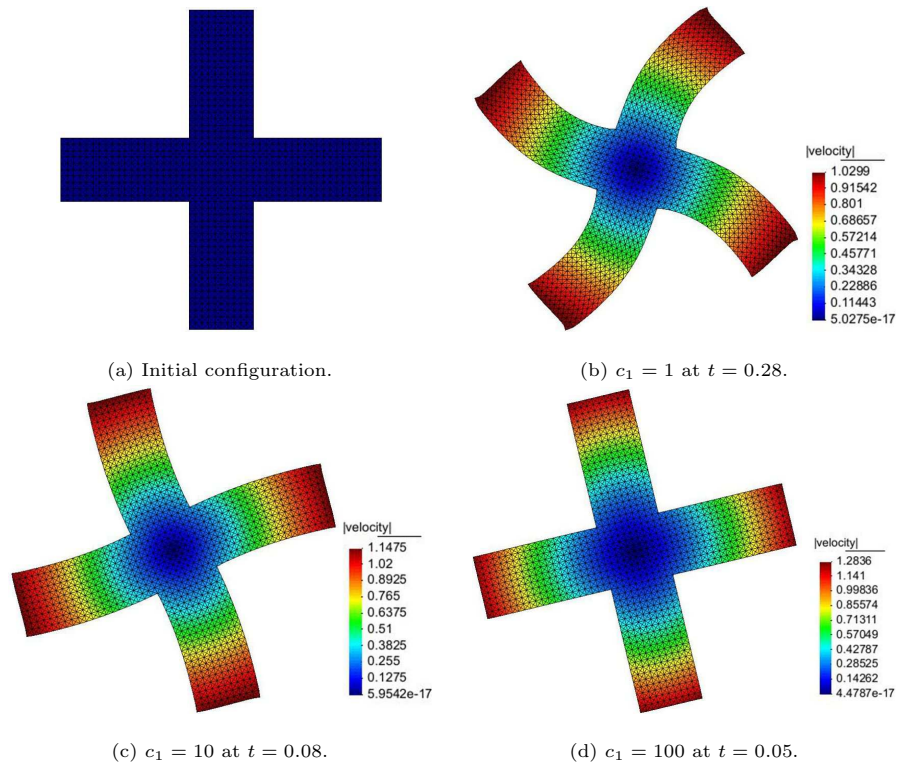 |velocity|
1.0299
0.91542
0.801
0.68657
0.57214
0.45771
0.34328
0.22886
0.11443
5.0275e-17
(a) Initial configuration.
(b) c₁ = 1 at t = 0.28.
|velocity|
1.1475
1.02
0.8925
0.765
0.6375
0.51
0.3825
0.255
0.1275
5.9542e-17
|velocity|
1.2836
1.141
0.99836
0.85574
0.71311
0.57049
0.42787
0.28525
0.14262
4.4787e-17
(c) c₁ = 10 at t = 0.08.
(d) c₁ = 100 at t = 0.05.